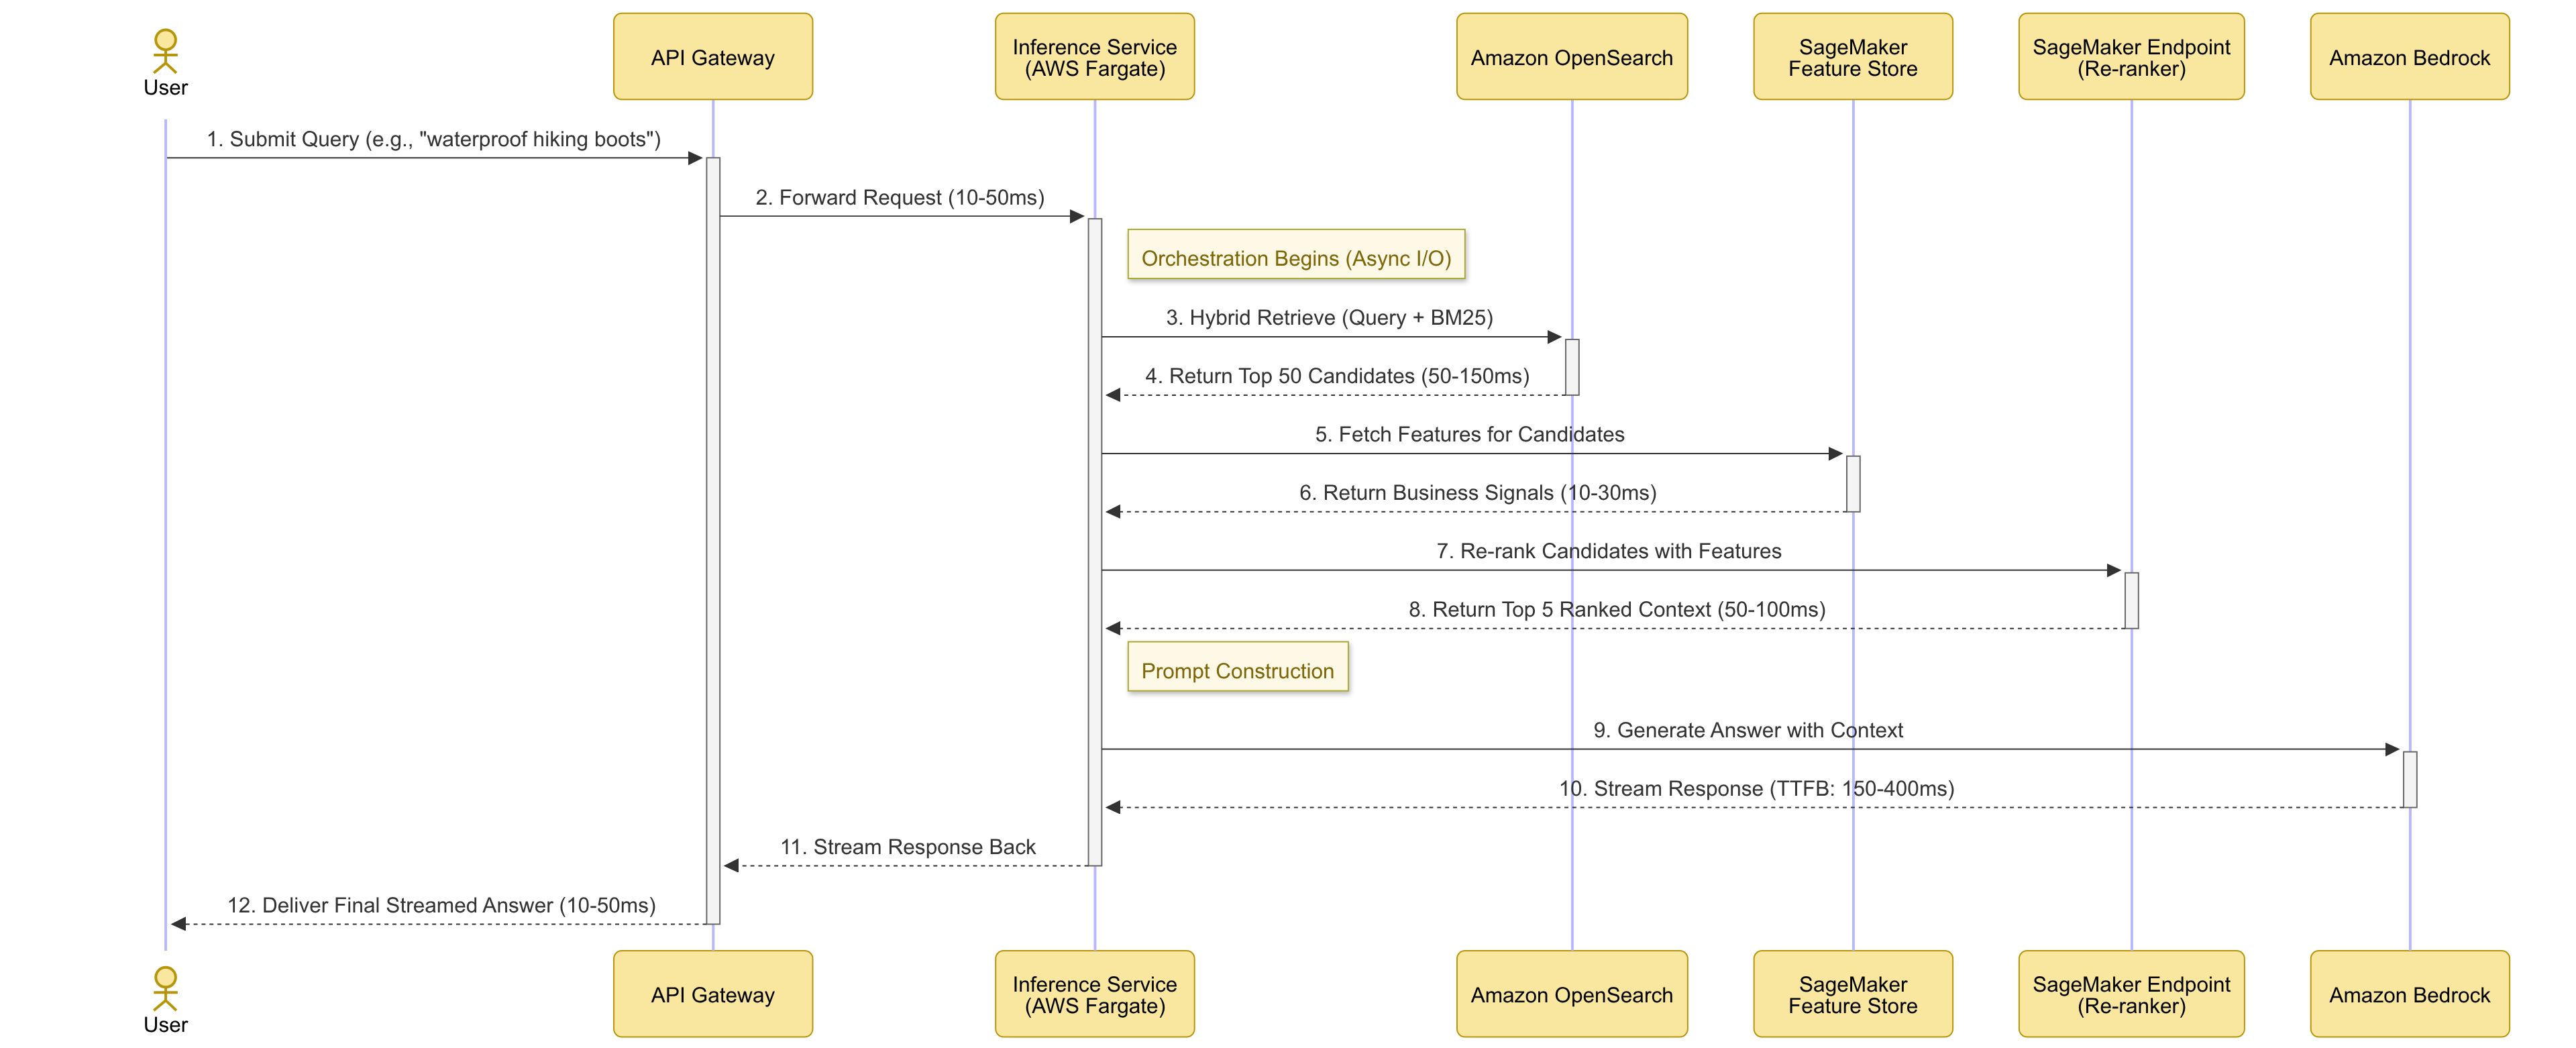 User
API Gateway
Inference Service
(AWS Fargate)
Amazon OpenSearch
SageMaker
Feature Store
SageMaker Endpoint
(Re-ranker)
Amazon Bedrock
1. Submit Query (e.g., "waterproof hiking boots")
2. Forward Request (10-50ms)
Orchestration Begins (Async I/O)
3. Hybrid Retrieve (Query + BM25)
4. Return Top 50 Candidates (50-150ms)
5. Fetch Features for Candidates
6. Return Business Signals (10-30ms)
7. Re-rank Candidates with Features
8. Return Top 5 Ranked Context (50-100ms)
Prompt Construction
9. Generate Answer with Context
10. Stream Response (TTFB: 150-400ms)
11. Stream Response Back
12. Deliver Final Streamed Answer (10-50ms)
User
API Gateway
Inference Service
(AWS Fargate)
Amazon OpenSearch
SageMaker
Feature Store
SageMaker Endpoint
(Re-ranker)
Amazon Bedrock